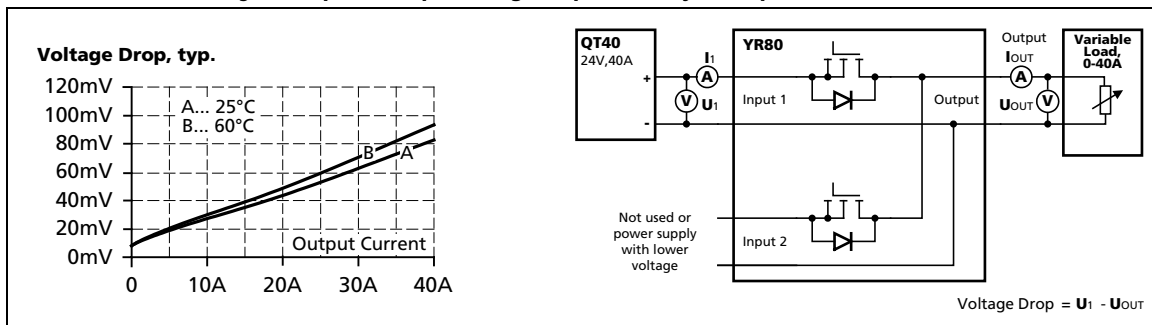 Voltage Drop, typ.
120mV
100mV
80mV
60mV
40mV
20mV
0mV
A... 25°C
B... 60°C
B
A
Output Current
0
10A
20A
30A
40A
QT40
24V,40A
+
-
I1
A
V
U1
YR80
Input 1
Output
Input 2
Not used or
power supply
with lower
voltage
Output
IOUT
A
UOUT
V
Variable
Load,
0-40A
Voltage Drop = U1 - UOUT